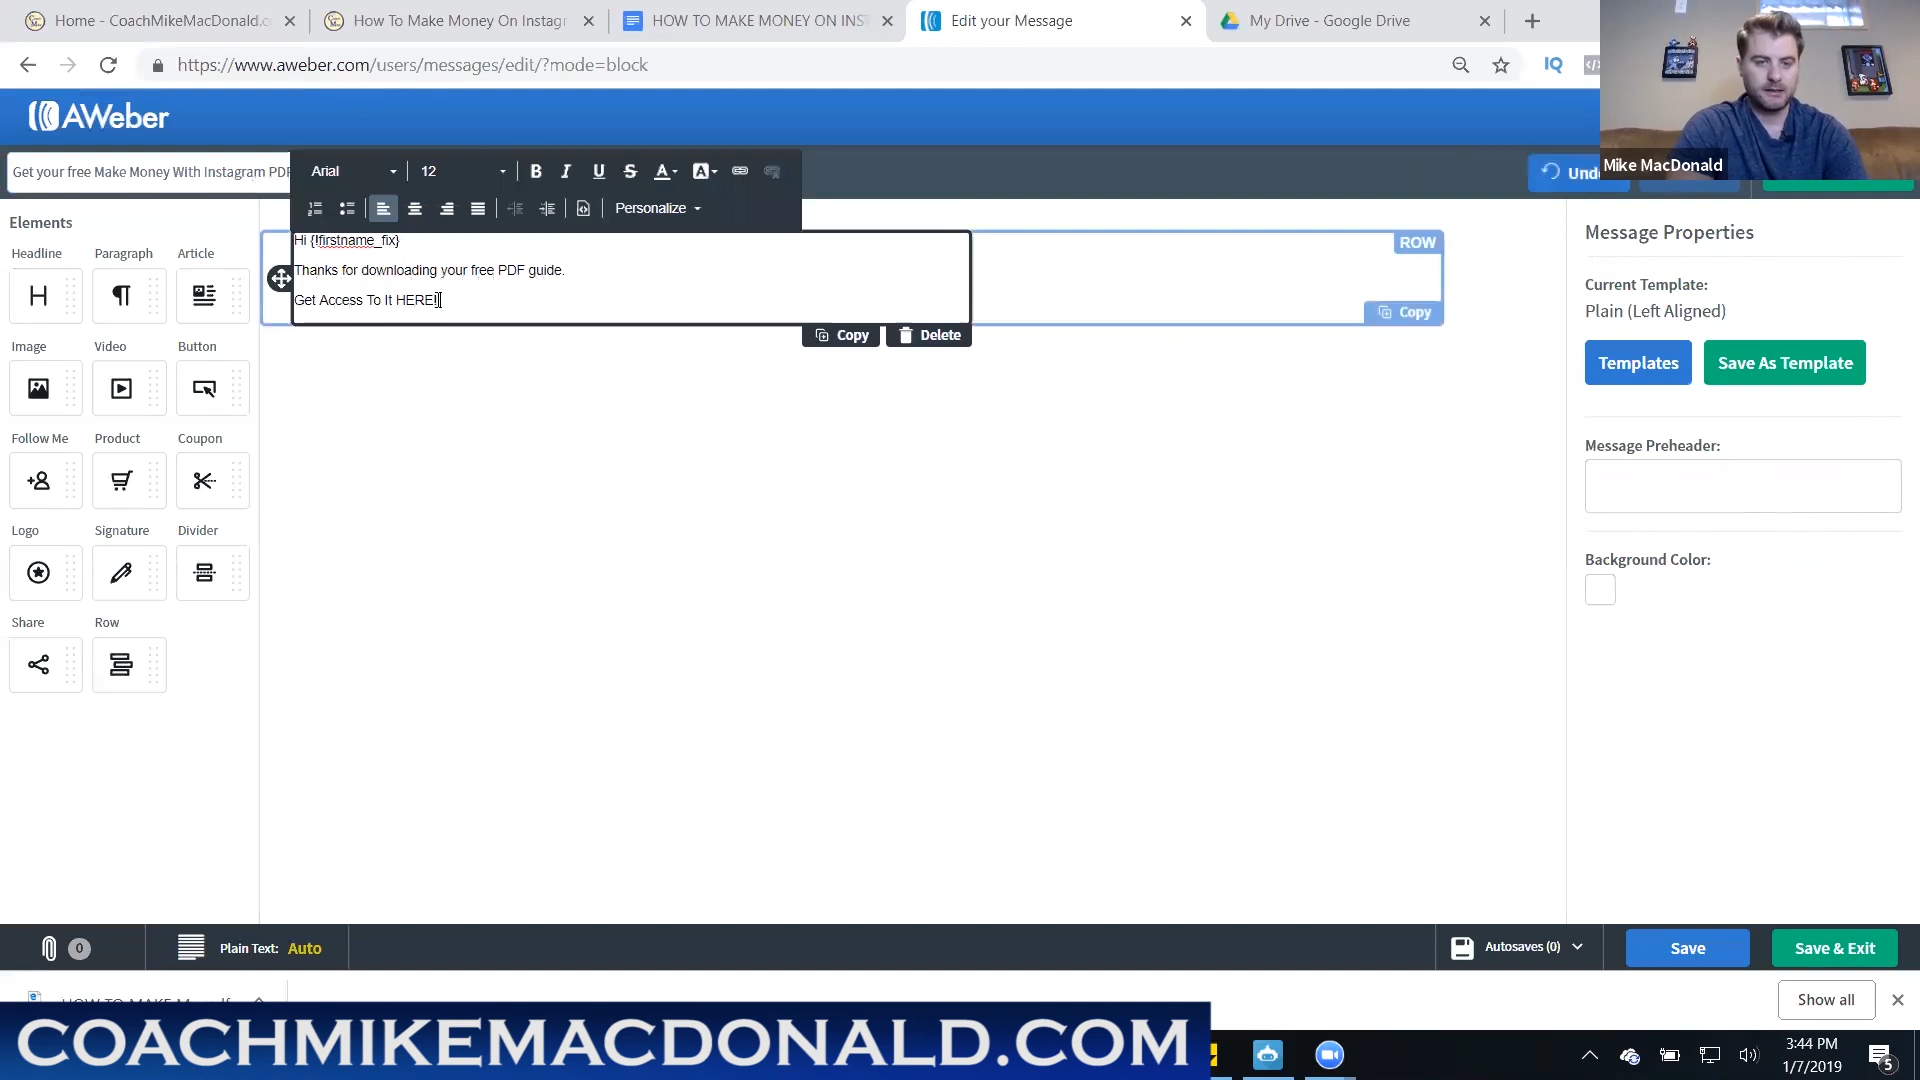 Home - CoachMikeMacDonald.c
How To Make Money On Instagr
HOW TO MAKE MONEY ON INS
Edit your Message
My Drive - Google Drive
https://www.aweber.com/users/messages/edit/?mode=block
IQ
AWeber
Get your free Make Money With Instagram PDF
Arial
12
B I U S A A
Personalize
Undo
Mike MacDonald
Elements
Headline
Paragraph
Article
Image
Video
Button
Follow Me
Product
Coupon
Logo
Signature
Divider
Share
Row
Hi {!firstname_fix}
Thanks for downloading your free PDF guide.
Get Access To It HERE!
ROW
Copy
Copy
Delete
Message Properties
Current Template:
Plain (Left Aligned)
Templates
Save As Template
Message Preheader:
Background Color:
0
Plain Text: Auto
Autosaves (0)
Save
Save & Exit
Show all
COACHMIKEMACDONALD.COM
3:44 PM
1/7/2019
5